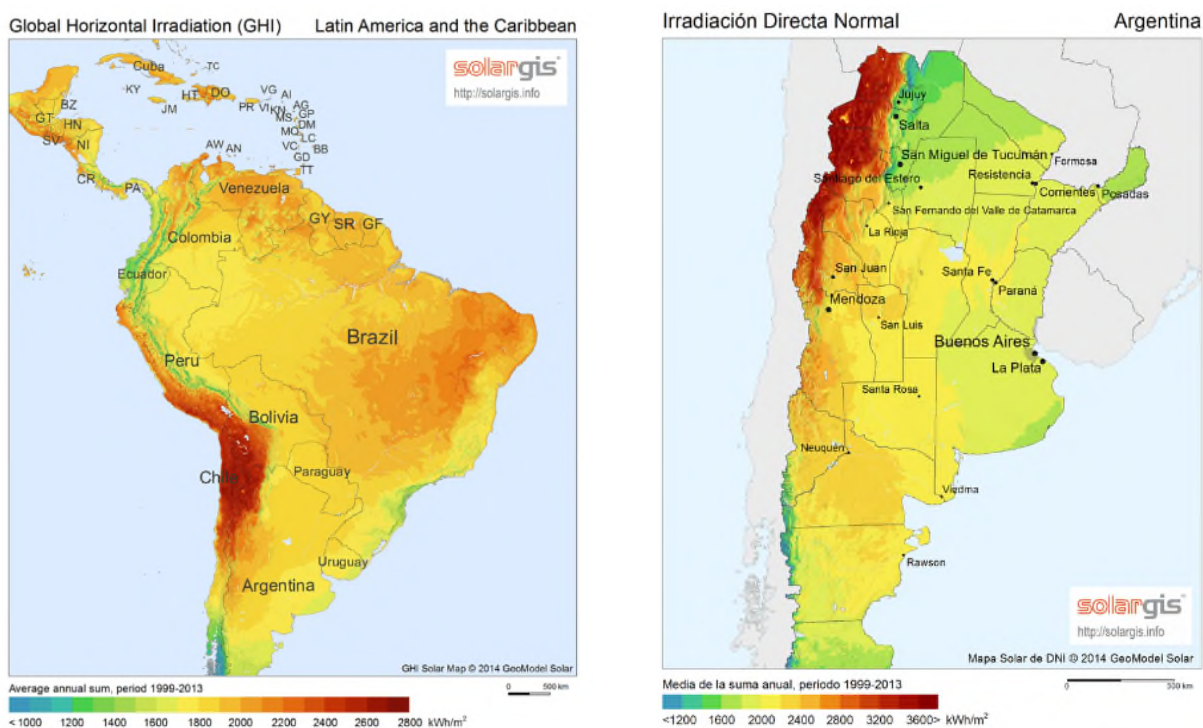 Global Horizontal Irradiation (GHI) Latin America and the Caribbean
solargis
http://solargis.info
Cuba
TC
KY
HT
DO
JM
PR
VG
VI
AI
KN
MS
AG
GP
DM
MQ
LC
VC
BB
GD
TT
AW
AN
BZ
GT
HN
SV
NI
CR
PA
Venezuela
GY
SR
GF
Colombia
Ecuador
Brazil
Peru
Bolivia
Chile
Paraguay
Uruguay
Argentina
GHI Solar Map © 2014 GeoModel Solar
Average annual sum, period 1999-2013
500 km
< 1000 1200 1400 1600 1800 2000 2200 2400 2600 2800 kWh/m²
Irradiación Directa Normal Argentina
Jujuy
Salta
San Miguel de Tucumán
Formosa
Santiago del Estero
Resistencia
Corrientes
Posadas
San Fernando del Valle de Catamarca
La Rioja
San Juan
Santa Fe
Paraná
Mendoza
San Luis
Buenos Aires
La Plata
Santa Rosa
Neuquén
Viedma
Rawson
solargis
http://solargis.info
Mapa Solar de DNI © 2014 GeoModel Solar
Media de la suma anual, periodo 1999-2013
300 km
<1200 1600 2000 2400 2800 3200 3600> kWh/m²